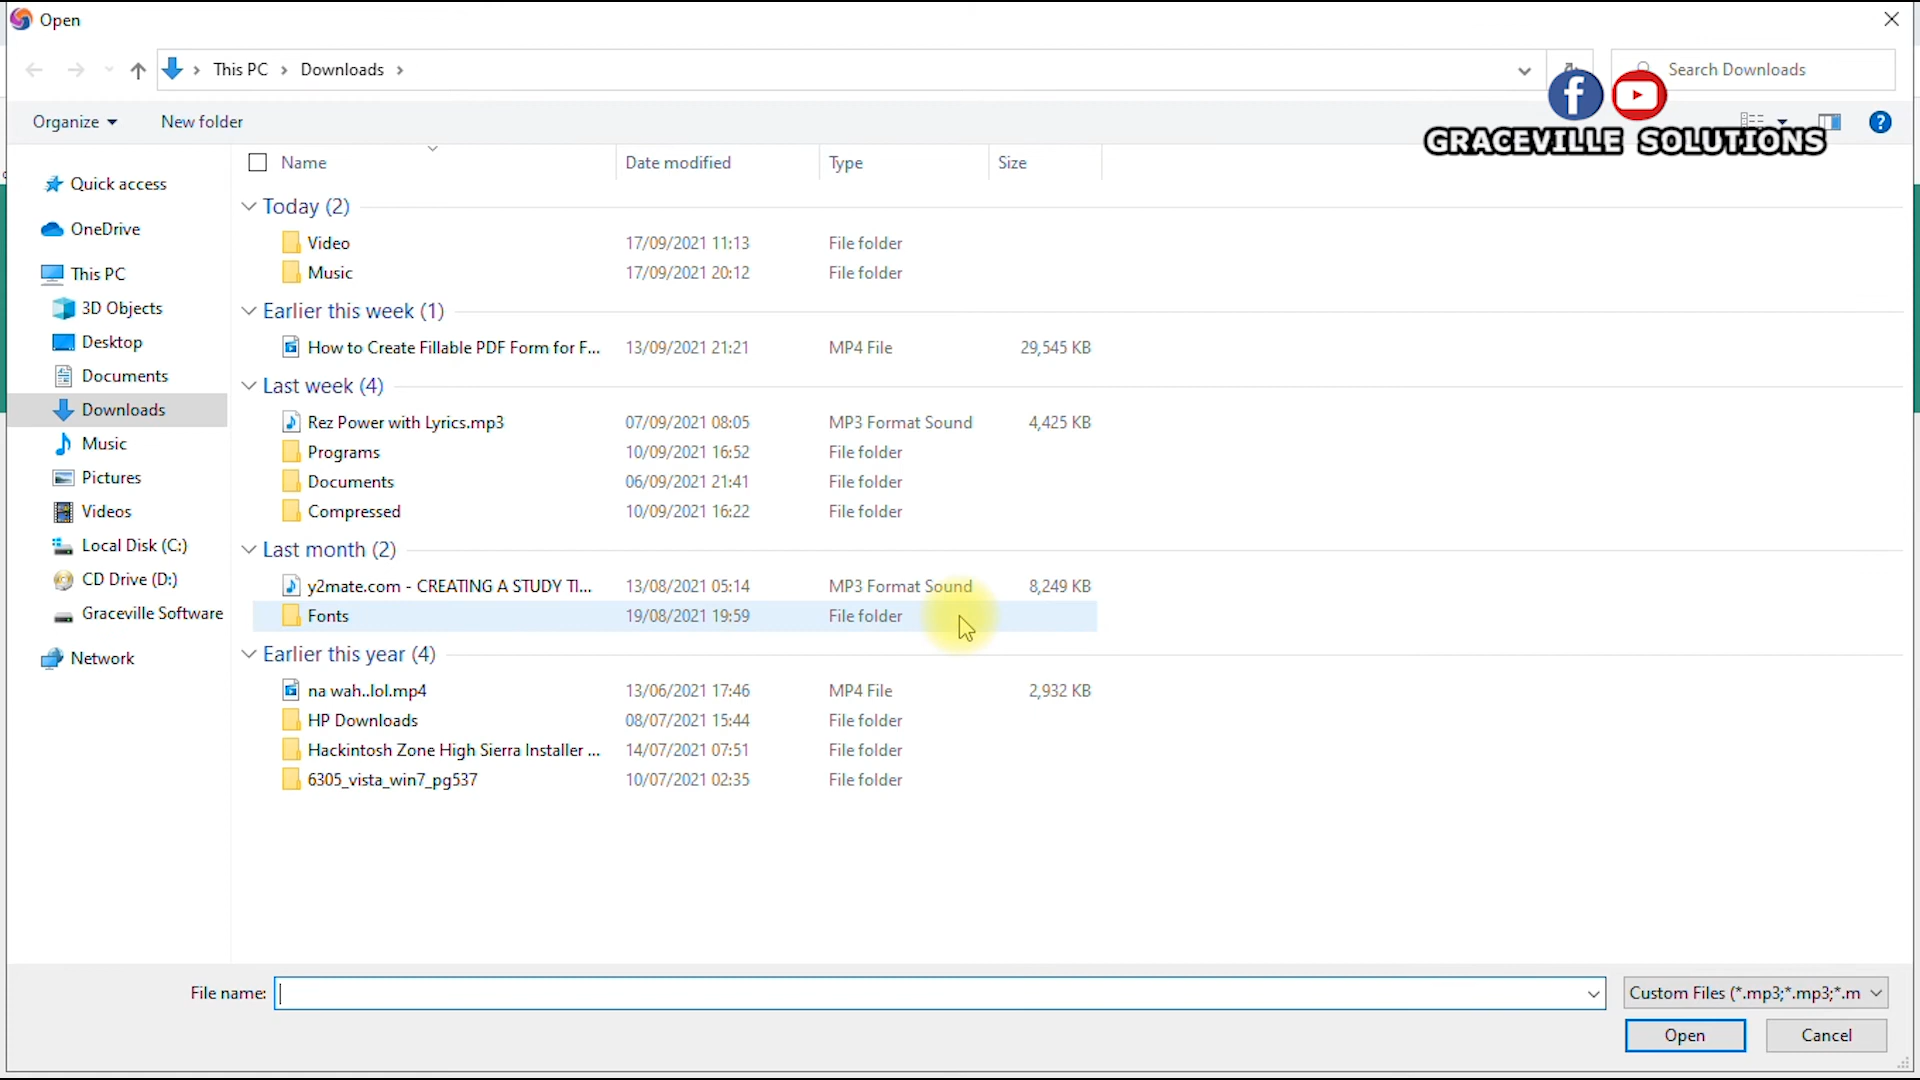 Open
This PC > Downloads >
Search Downloads
Organize
New folder
f
GRACEVILLE SOLUTIONS
Name
Date modified
Type
Size
Quick access
OneDrive
This PC
3D Objects
Desktop
Documents
Downloads
Music
Pictures
Videos
Local Disk (C:)
CD Drive (D:)
Graceville Software
Network
Today (2)
Video 17/09/2021 11:13 File folder
Music 17/09/2021 20:12 File folder
Earlier this week (1)
How to Create Fillable PDF Form for F... 13/09/2021 21:21 MP4 File 29,545 KB
Last week (4)
Rez Power with Lyrics.mp3 07/09/2021 08:05 MP3 Format Sound 4,425 KB
Programs 10/09/2021 16:52 File folder
Documents 06/09/2021 21:41 File folder
Compressed 10/09/2021 16:22 File folder
Last month (2)
y2mate.com - CREATING A STUDY TI... 13/08/2021 05:14 MP3 Format Sound 8,249 KB
Fonts 19/08/2021 19:59 File folder
Earlier this year (4)
na wah..lol.mp4 13/06/2021 17:46 MP4 File 2,932 KB
HP Downloads 08/07/2021 15:44 File folder
Hackintosh Zone High Sierra Installer ... 14/07/2021 07:51 File folder
6305_vista_win7_pg537 10/07/2021 02:35 File folder
File name:
Custom Files (*.mp3;*.mp3;*.m
Open
Cancel